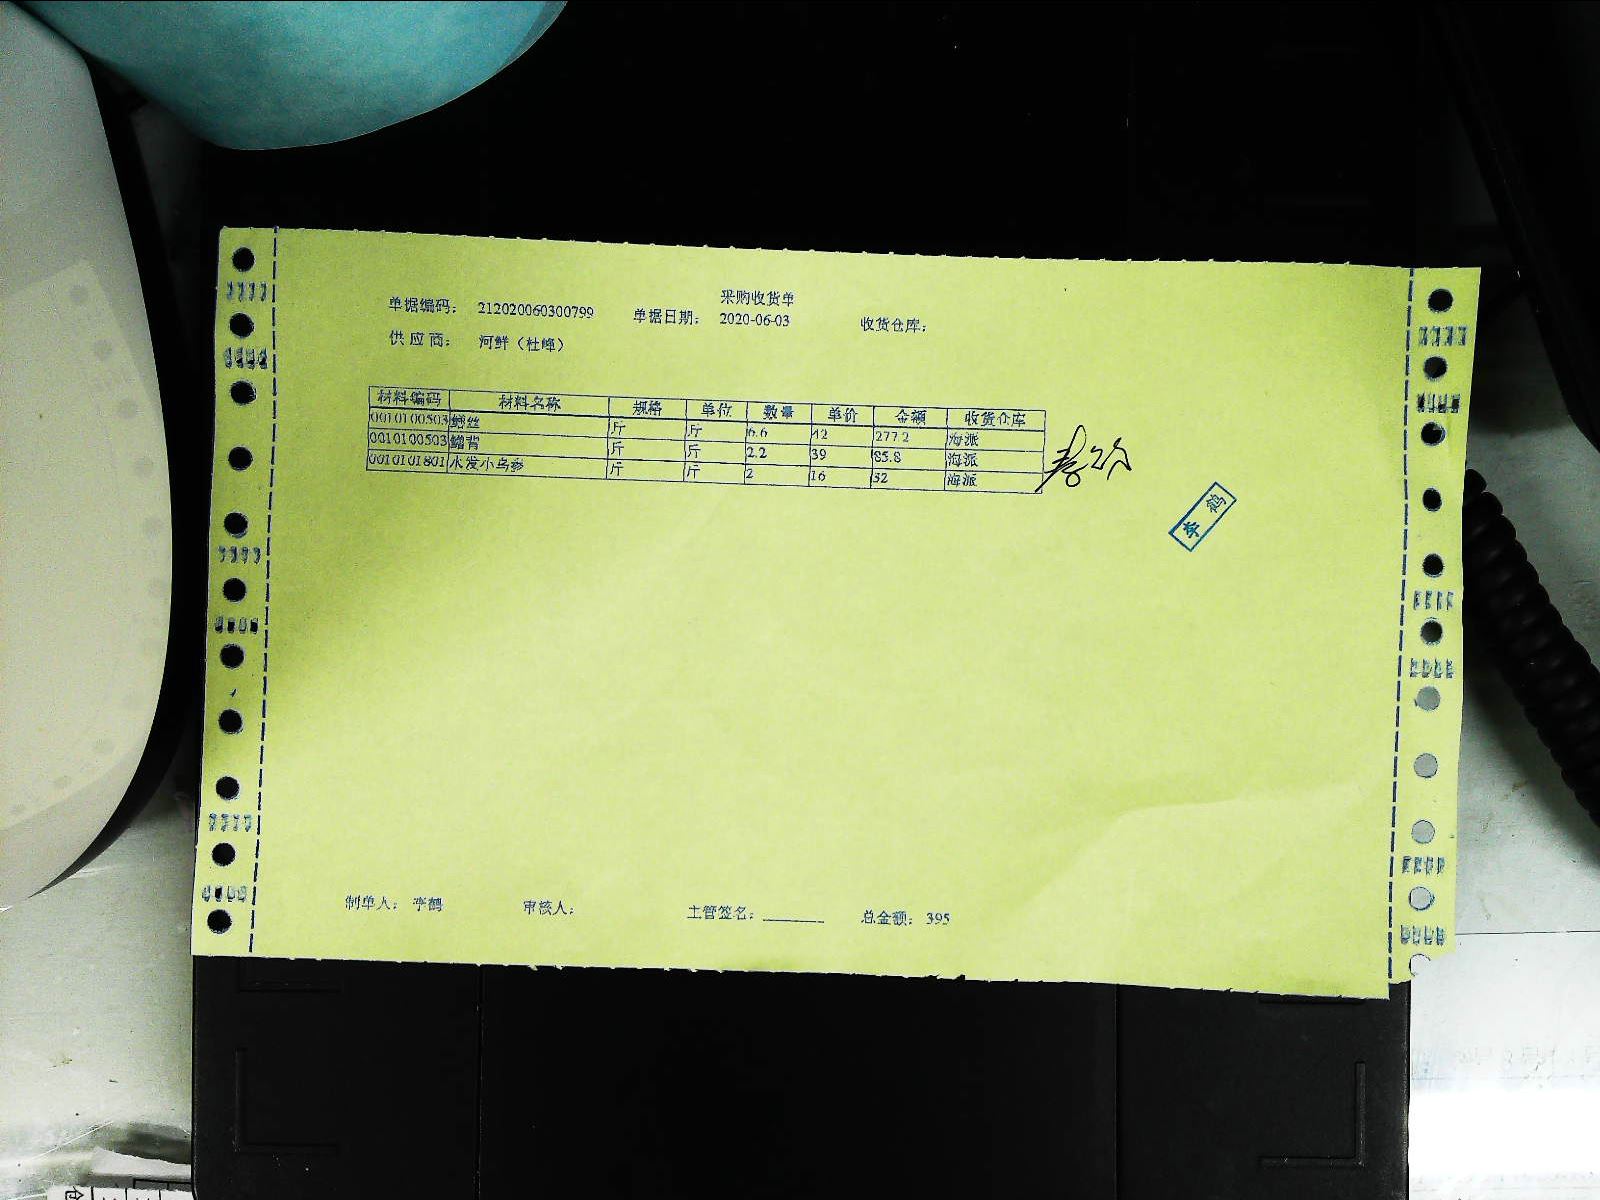 采购收货单
单据编码： 212020060300799 单据日期： 2020-06-03 收货仓库：
供 应 商： 河鲜（杜峰）
材料编码 材料名称 规格 单位 数量 单价 金额 收货仓库
0010100503 鳝丝 斤 斤 6.6 42 277.2 海派
0010100503 鳝背 斤 斤 2.2 39 85.8 海派
0010101801 水发小乌参 斤 斤 2 16 32 海派
李鹤
制单人： 李鹤 审核人： 主管签名：________ 总金额： 395